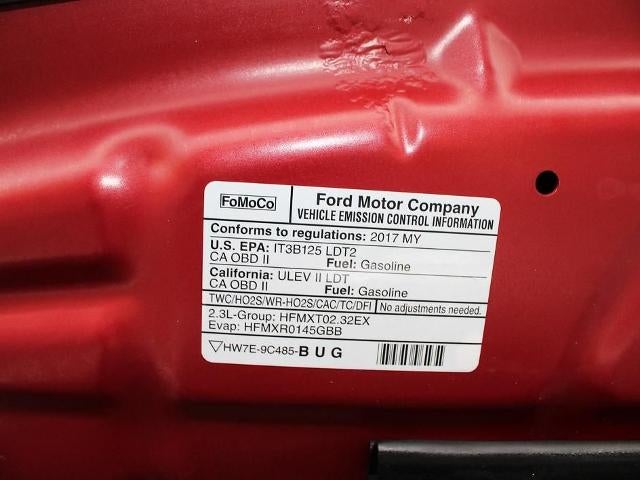 FoMoCo
Ford Motor Company
VEHICLE EMISSION CONTROL INFORMATION
Conforms to regulations: 2017 MY
U.S. EPA: IT3B125 LDT2
CA OBD II Fuel: Gasoline
California: ULEV II LDT
CA OBD II Fuel: Gasoline
TWC/HO2S/WR-HO2S/CAC/TC/DFI No adjustments needed.
2.3L-Group: HFMXT02.32EX
Evap: HFMXR0145GBB
HW7E-9C485-BUG